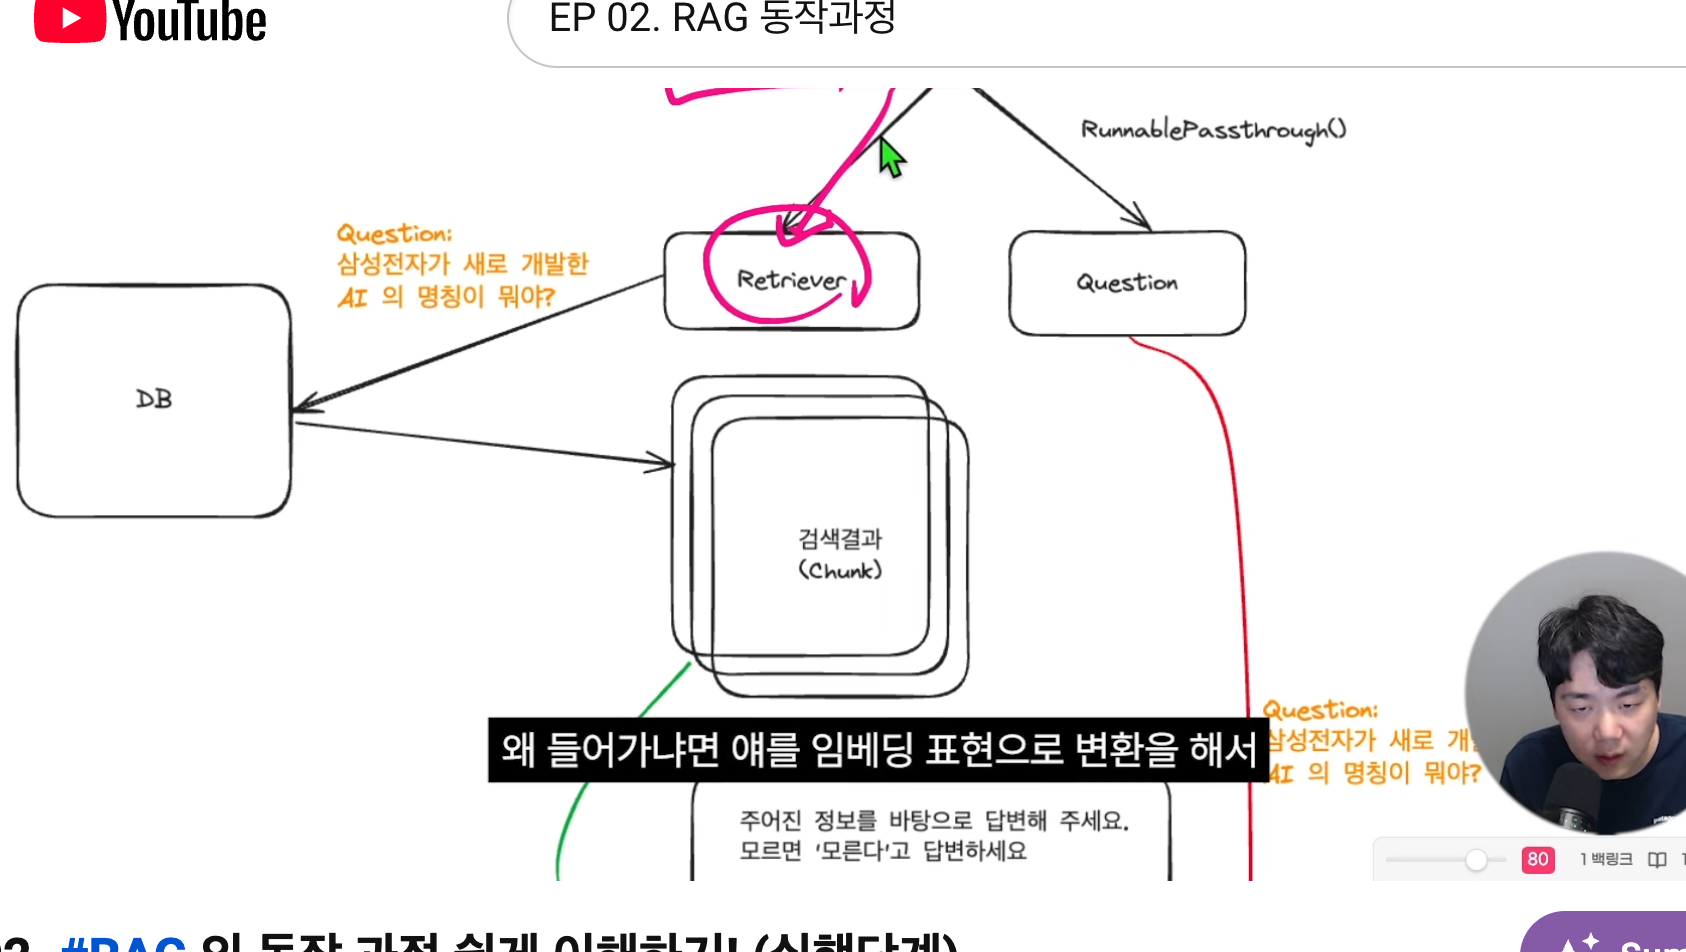 YouTube
EP 02. RAG 동작과정
RunnablePassthrough()
Question:
삼성전자가 새로 개발한
AI 의 명칭이 뭐야?
Retriever
Question
DB
검색결과
(Chunk)
Question:
삼성전자가 새로
AI 의 명칭이 뭐야?
왜 들어가냐면 얘를 임베딩 표현으로 변환을 해서
주어진 정보를 바탕으로 답변해 주세요.
모르면 '모른다'고 답변하세요
80
1 백링크
#RAG 의 동작 과정 쉽게 이해하기! (실행단계)